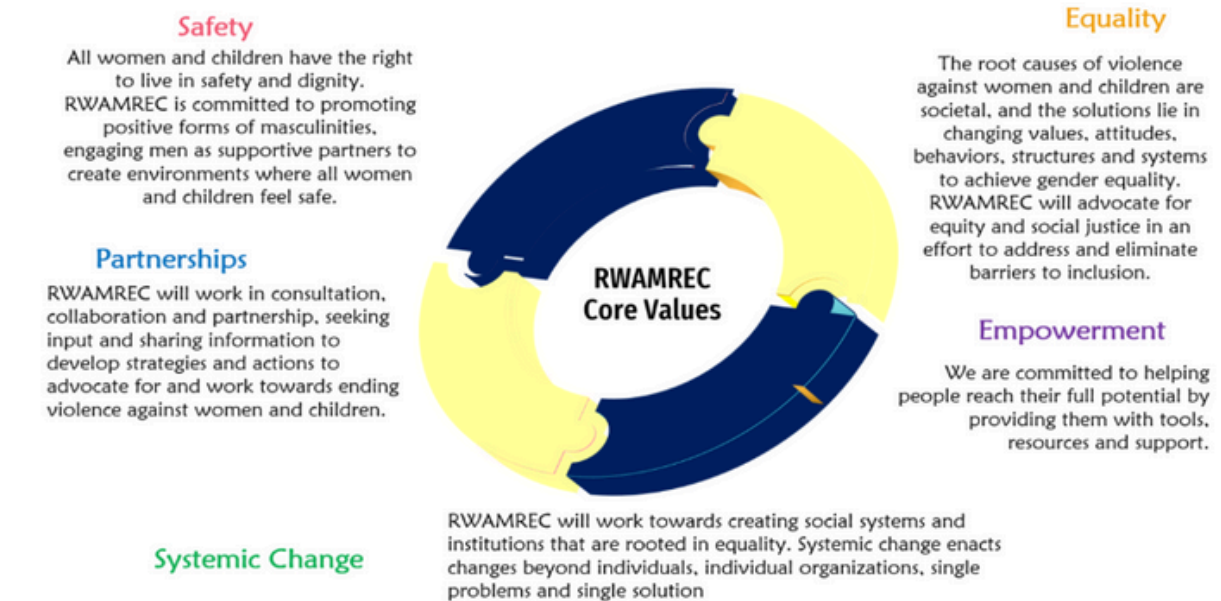 Safety
All women and children have the right
to live in safety and dignity.
RWAMREC is committed to promoting
positive forms of masculinities,
engaging men as supportive partners to
create environments where all women
and children feel safe.
Partnerships
RWAMREC will work in consultation,
collaboration and partnership, seeking
input and sharing information to
develop strategies and actions to
advocate for and work towards ending
violence against women and children.
RWAMREC
Core Values
Equality
The root causes of violence
against women and children are
societal, and the solutions lie in
changing values, attitudes,
behaviors, structures and systems
to achieve gender equality.
RWAMREC will advocate for
equity and social justice in an
effort to address and eliminate
barriers to inclusion.
Empowerment
We are committed to helping
people reach their full potential by
providing them with tools,
resources and support.
Systemic Change
RWAMREC will work towards creating social systems and
institutions that are rooted in equality. Systemic change enacts
changes beyond individuals, individual organizations, single
problems and single solution